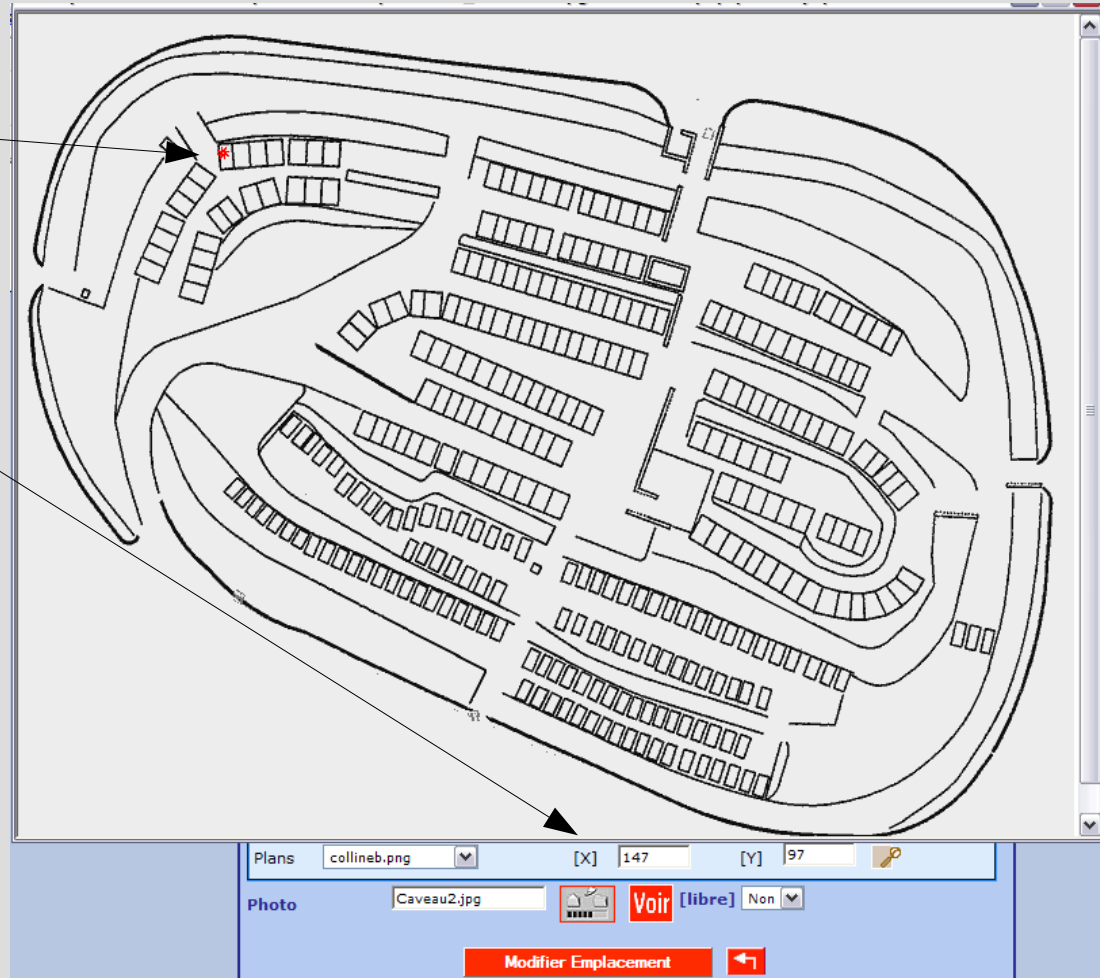 Plans collineb.png [X] 147 [Y] 97
Photo Caveau2.jpg Voir [libre] Non
Modifier Emplacement